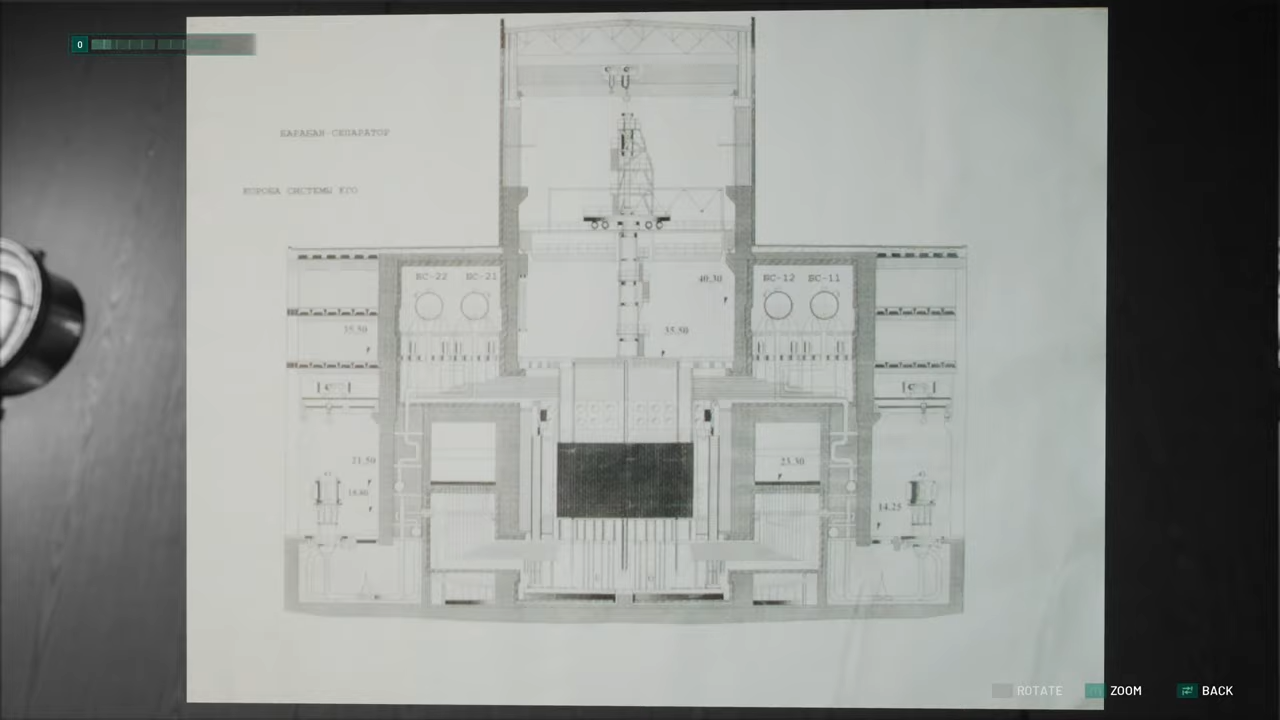 0
БАРАБАН-СЕПАРАТОР
КОРОБА СИСТЕМЫ КГО
БС-22 БС-21
БС-12 БС-11
40.30
35.50
35.50
21.50
23.30
14.25
ROTATE
ZOOM
BACK